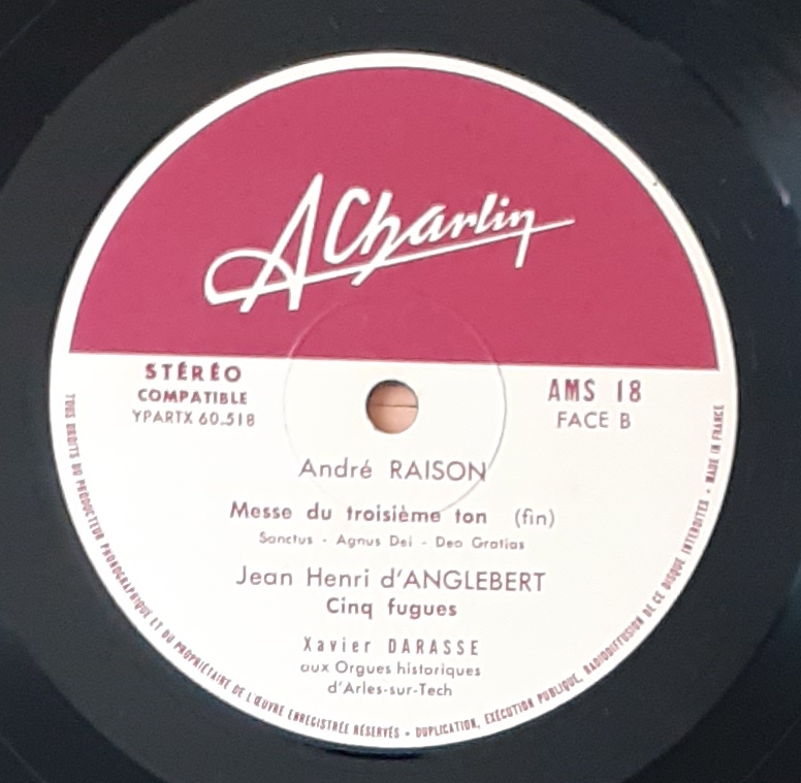 ACharlin
STÉRÉO
COMPATIBLE
YPARTX 60.518
AMS 18
FACE B
André RAISON
Messe du troisième ton (fin)
Sanctus - Agnus Dei - Deo Gratias
Jean Henri d'ANGLEBERT
Cinq fugues
Xavier DARASSE
aux Orgues historiques
d'Arles-sur-Tech
TOUS DROITS DU PRODUCTEUR PHONOGRAPHIQUE ET DU PROPRIÉTAIRE DE L'ŒUVRE ENREGISTRÉE RÉSERVÉS • DUPLICATION, EXÉCUTION PUBLIQUE, RADIODIFFUSION DE CE DISQUE INTERDITES • MADE IN FRANCE